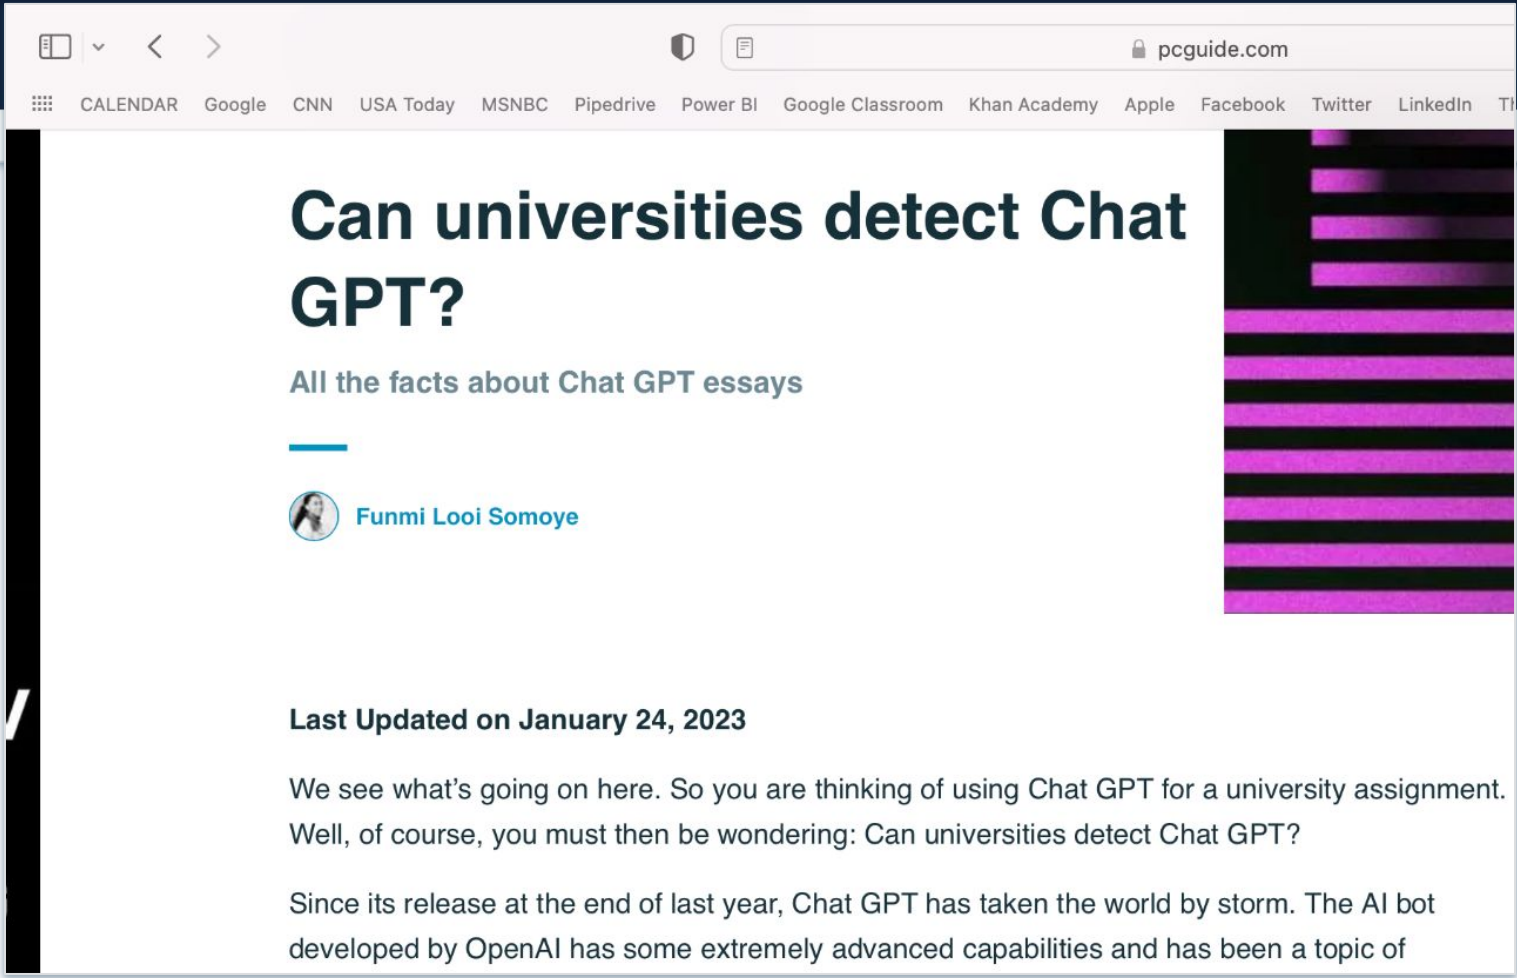 pcguide.com
CALENDAR Google CNN USA Today MSNBC Pipedrive Power BI Google Classroom Khan Academy Apple Facebook Twitter LinkedIn
Can universities detect Chat
GPT?
All the facts about Chat GPT essays
Funmi Looi Somoye
Last Updated on January 24, 2023
We see what’s going on here. So you are thinking of using Chat GPT for a university assignment.
Well, of course, you must then be wondering: Can universities detect Chat GPT?
Since its release at the end of last year, Chat GPT has taken the world by storm. The AI bot
developed by OpenAI has some extremely advanced capabilities and has been a topic of